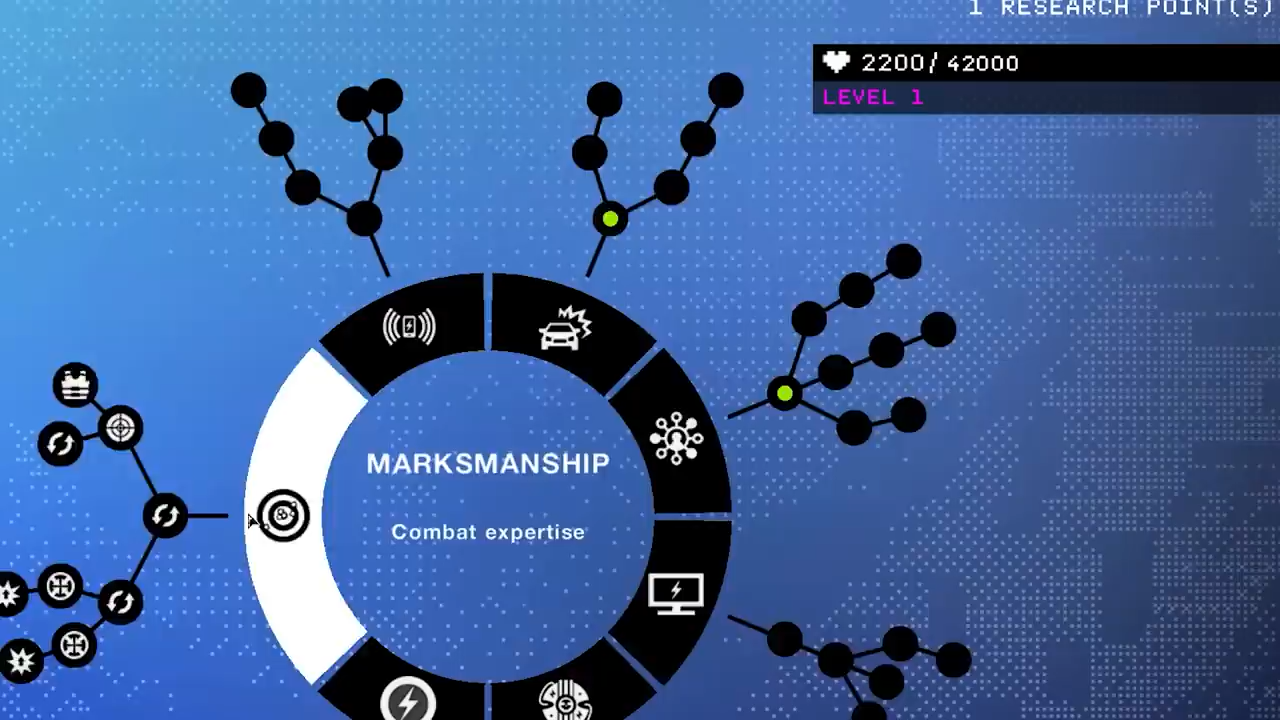 1 RESEARCH POINT(S)
2200/42000
LEVEL 1
MARKSMANSHIP
Combat expertise